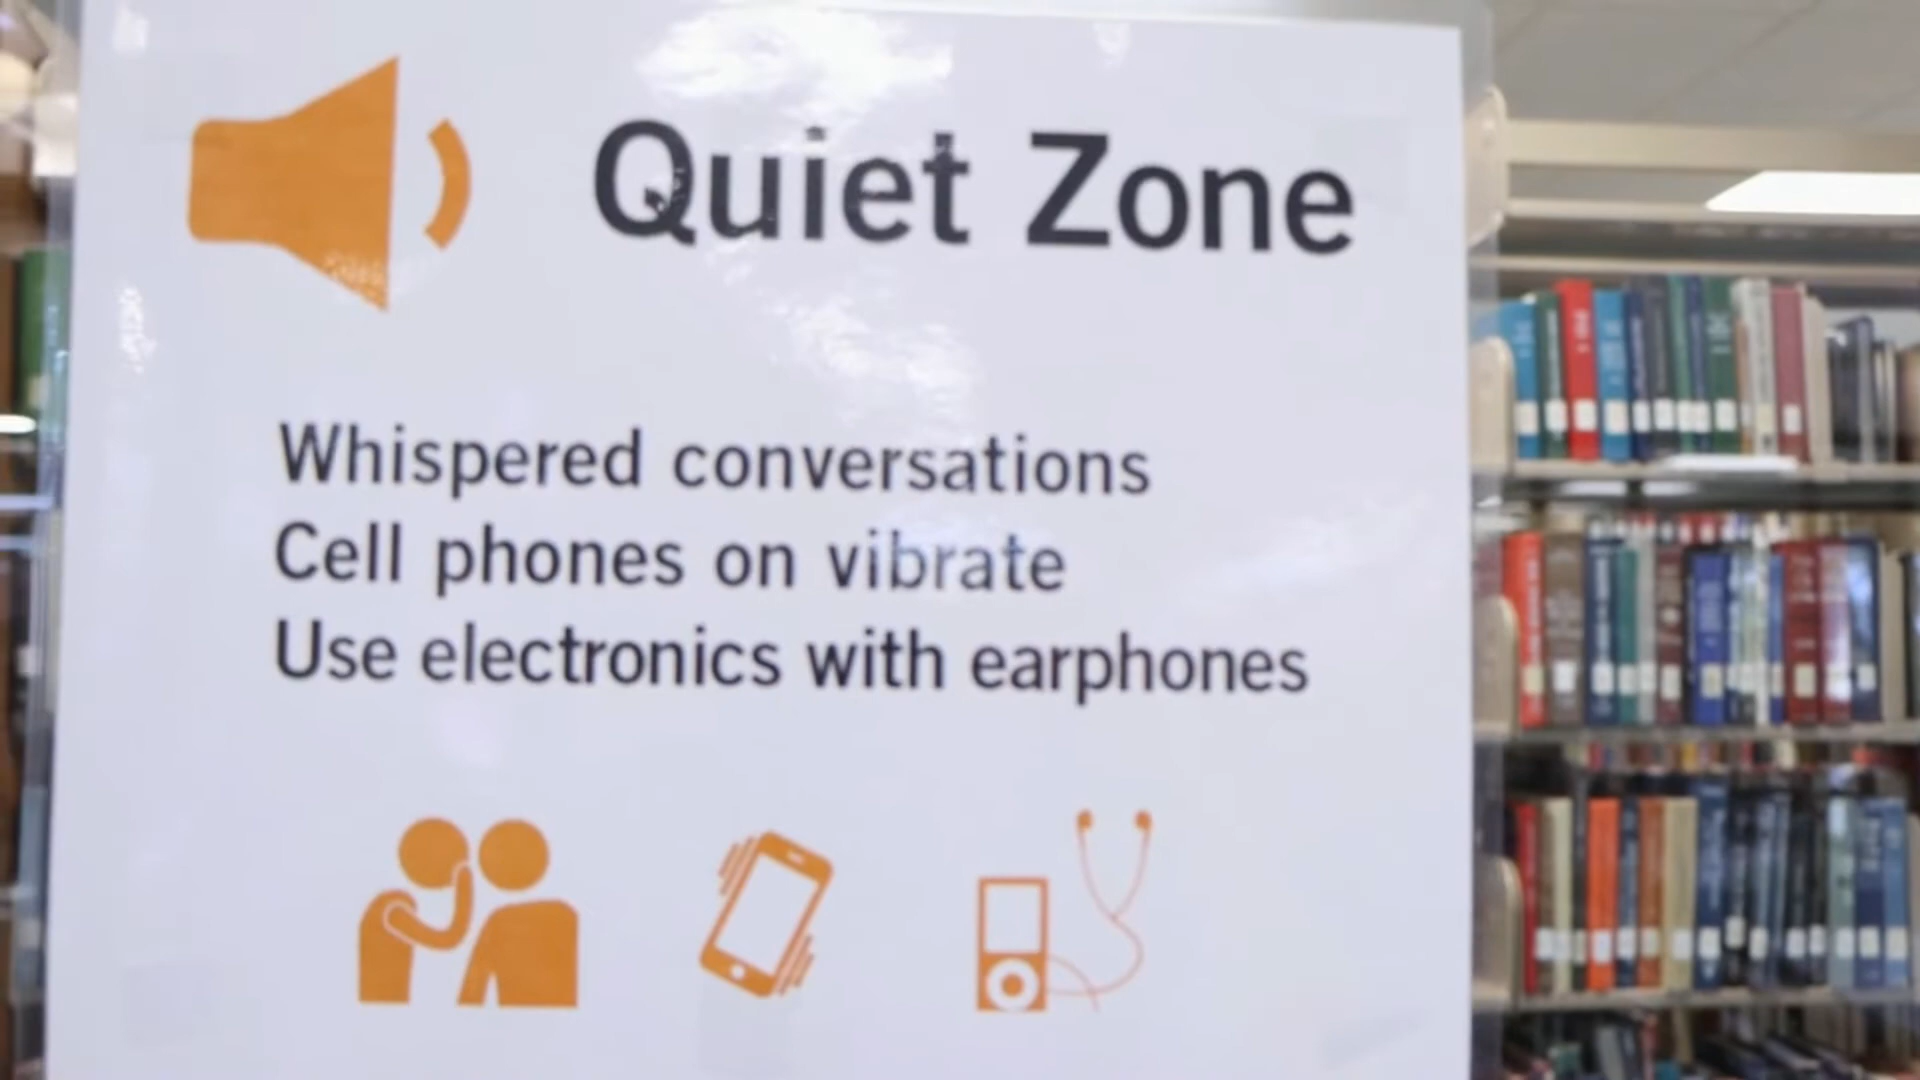 Quiet Zone
Whispered conversations
Cell phones on vibrate
Use electronics with earphones